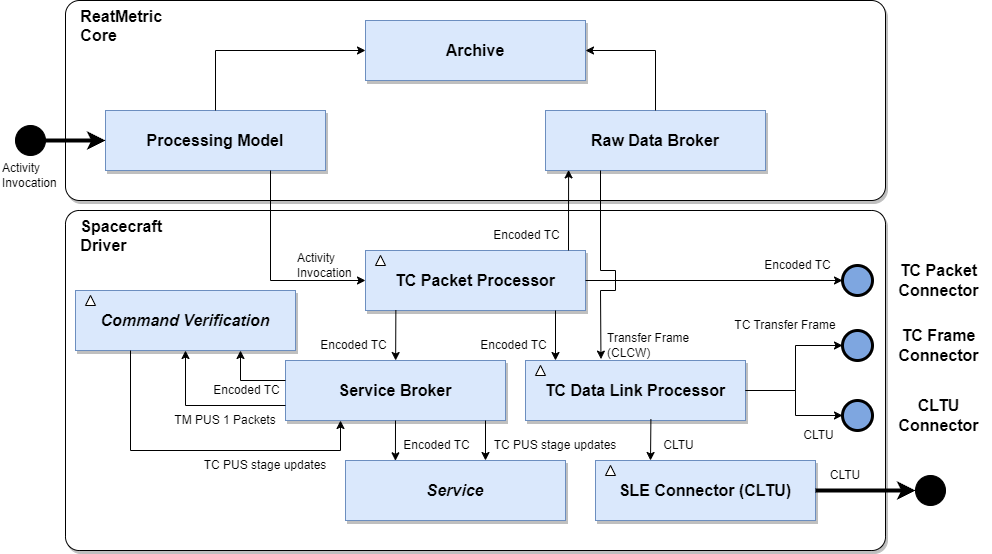 ReatMetric
Core
Archive
Processing Model
Raw Data Broker
Activity
Invocation
Spacecraft
Driver
Encoded TC
Activity
Invocation
TC Packet Processor
Encoded TC
TC Packet
Connector
Command Verification
TC Transfer Frame
TC Frame
Connector
Encoded TC
Encoded TC
Transfer Frame
(CLCW)
Encoded TC
Service Broker
TC Data Link Processor
TM PUS 1 Packets
CLTU
CLTU
Connector
TC PUS stage updates
Encoded TC
TC PUS stage updates
CLTU
Service
SLE Connector (CLTU)
CLTU